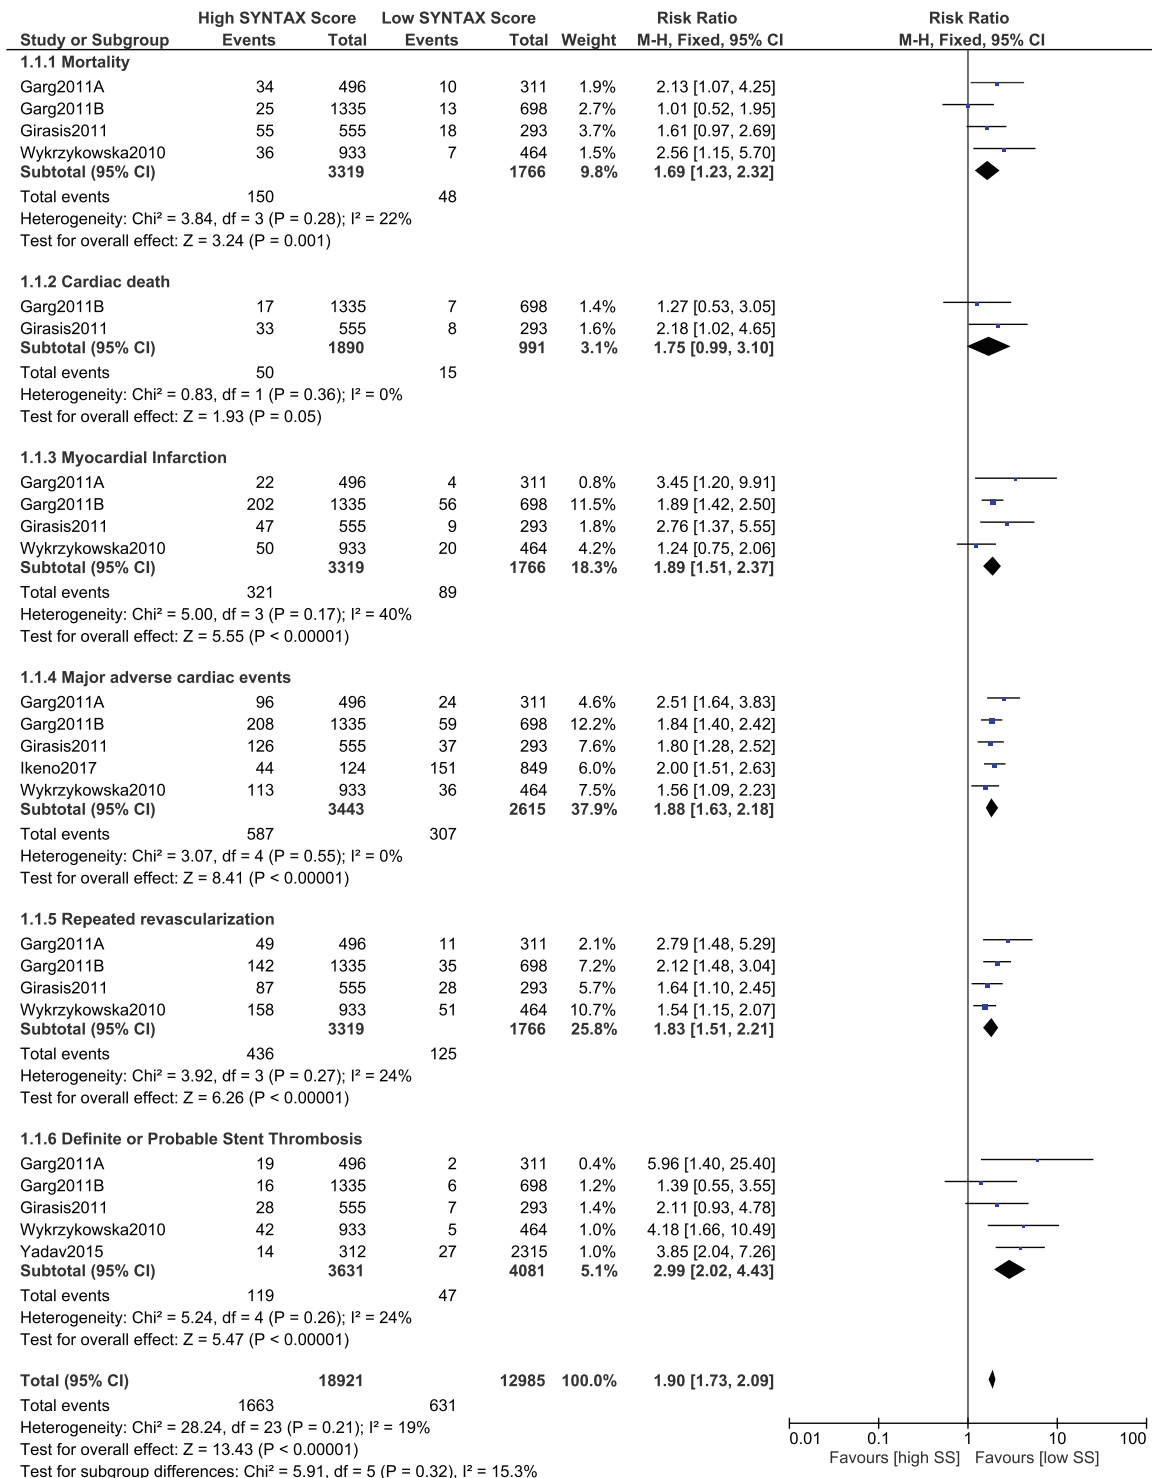 High SYNTAX Score Low SYNTAX Score Risk Ratio Risk Ratio
Study or Subgroup Events Total Events Total Weight M-H, Fixed, 95% CI M-H, Fixed, 95% CI
1.1.1 Mortality
Garg2011A 34 496 10 311 1.9% 2.13 [1.07, 4.25]
Garg2011B 25 1335 13 698 2.7% 1.01 [0.52, 1.95]
Girasis2011 55 555 18 293 3.7% 1.61 [0.97, 2.69]
Wykrzykowska2010 36 933 7 464 1.5% 2.56 [1.15, 5.70]
Subtotal (95% CI) 3319 1766 9.8% 1.69 [1.23, 2.32]
Total events 150 48
Heterogeneity: Chi² = 3.84, df = 3 (P = 0.28); I² = 22%
Test for overall effect: Z = 3.24 (P = 0.001)
1.1.2 Cardiac death
Garg2011B 17 1335 7 698 1.4% 1.27 [0.53, 3.05]
Girasis2011 33 555 8 293 1.6% 2.18 [1.02, 4.65]
Subtotal (95% CI) 1890 991 3.1% 1.75 [0.99, 3.10]
Total events 50 15
Heterogeneity: Chi² = 0.83, df = 1 (P = 0.36); I² = 0%
Test for overall effect: Z = 1.93 (P = 0.05)
1.1.3 Myocardial Infarction
Garg2011A 22 496 4 311 0.8% 3.45 [1.20, 9.91]
Garg2011B 202 1335 56 698 11.5% 1.89 [1.42, 2.50]
Girasis2011 47 555 9 293 1.8% 2.76 [1.37, 5.55]
Wykrzykowska2010 50 933 20 464 4.2% 1.24 [0.75, 2.06]
Subtotal (95% CI) 3319 1766 18.3% 1.89 [1.51, 2.37]
Total events 321 89
Heterogeneity: Chi² = 5.00, df = 3 (P = 0.17); I² = 40%
Test for overall effect: Z = 5.55 (P < 0.00001)
1.1.4 Major adverse cardiac events
Garg2011A 96 496 24 311 4.6% 2.51 [1.64, 3.83]
Garg2011B 208 1335 59 698 12.2% 1.84 [1.40, 2.42]
Girasis2011 126 555 37 293 7.6% 1.80 [1.28, 2.52]
Ikeno2017 44 124 151 849 6.0% 2.00 [1.51, 2.63]
Wykrzykowska2010 113 933 36 464 7.5% 1.56 [1.09, 2.23]
Subtotal (95% CI) 3443 2615 37.9% 1.88 [1.63, 2.18]
Total events 587 307
Heterogeneity: Chi² = 3.07, df = 4 (P = 0.55); I² = 0%
Test for overall effect: Z = 8.41 (P < 0.00001)
1.1.5 Repeated revascularization
Garg2011A 49 496 11 311 2.1% 2.79 [1.48, 5.29]
Garg2011B 142 1335 35 698 7.2% 2.12 [1.48, 3.04]
Girasis2011 87 555 28 293 5.7% 1.64 [1.10, 2.45]
Wykrzykowska2010 158 933 51 464 10.7% 1.54 [1.15, 2.07]
Subtotal (95% CI) 3319 1766 25.8% 1.83 [1.51, 2.21]
Total events 436 125
Heterogeneity: Chi² = 3.92, df = 3 (P = 0.27); I² = 24%
Test for overall effect: Z = 6.26 (P < 0.00001)
1.1.6 Definite or Probable Stent Thrombosis
Garg2011A 19 496 2 311 0.4% 5.96 [1.40, 25.40]
Garg2011B 16 1335 6 698 1.2% 1.39 [0.55, 3.55]
Girasis2011 28 555 7 293 1.4% 2.11 [0.93, 4.78]
Wykrzykowska2010 42 933 5 464 1.0% 4.18 [1.66, 10.49]
Yadav2015 14 312 27 2315 1.0% 3.85 [2.04, 7.26]
Subtotal (95% CI) 3631 4081 5.1% 2.99 [2.02, 4.43]
Total events 119 47
Heterogeneity: Chi² = 5.24, df = 4 (P = 0.26); I² = 24%
Test for overall effect: Z = 5.47 (P < 0.00001)
Total (95% CI) 18921 12985 100.0% 1.90 [1.73, 2.09]
Total events 1663 631
Heterogeneity: Chi² = 28.24, df = 23 (P = 0.21); I² = 19%
Test for overall effect: Z = 13.43 (P < 0.00001)
Test for subgroup differences: Chi² = 5.91, df = 5 (P = 0.32), I² = 15.3%
0.01 0.1 1 10 100
Favours [high SS] Favours [low SS]